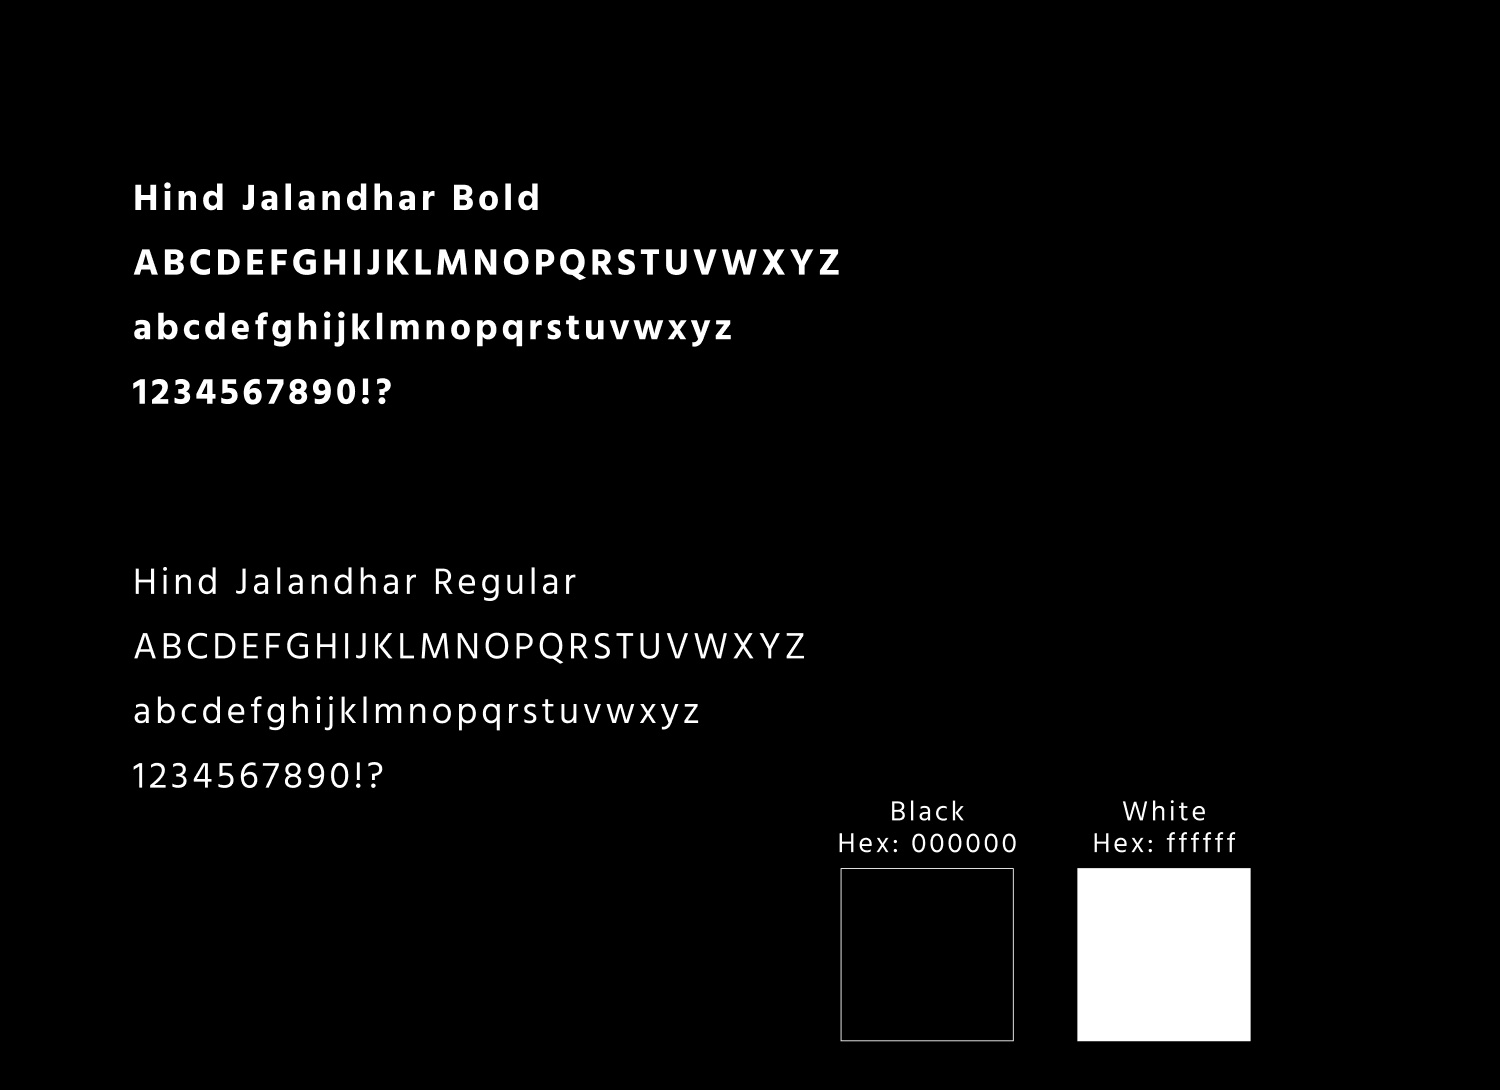 Hind Jalandhar Bold
ABCDEFGHIJKLMNOPQRSTUVWXYZ
abcdefghijklmnopqrstuvwxyz
1234567890!?
Hind Jalandhar Regular
ABCDEFGHIJKLMNOPQRSTUVWXYZ
abcdefghijklmnopqrstuvwxyz
1234567890!?
Black
Hex: 000000
White
Hex: ffffff